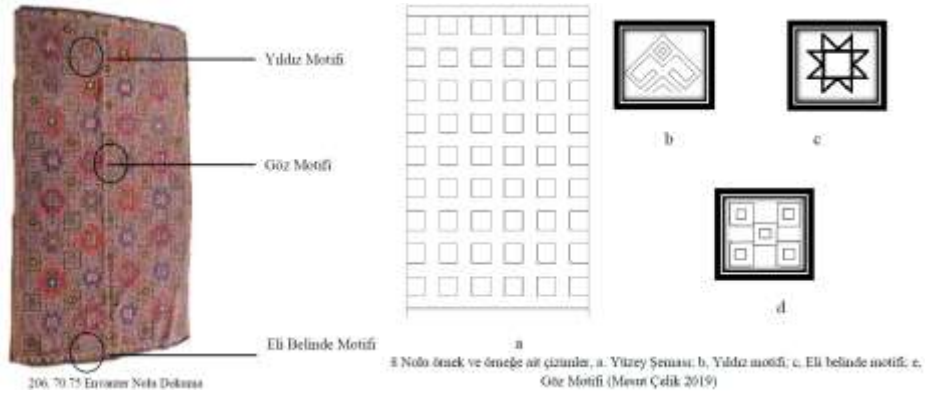 Yıldız Motifi
Göz Motifi
Eli Belinde Motifi
206. 70.75 Envanter Nolu Dokuma
a
b
c
d
8 Nolu örnek ve örneğe ait çizimler, a. Yüzey Şeması; b, Yıldız motifi; c, Eli belinde motifi; e,
Göz Motifi (Mesut Çelik 2019)